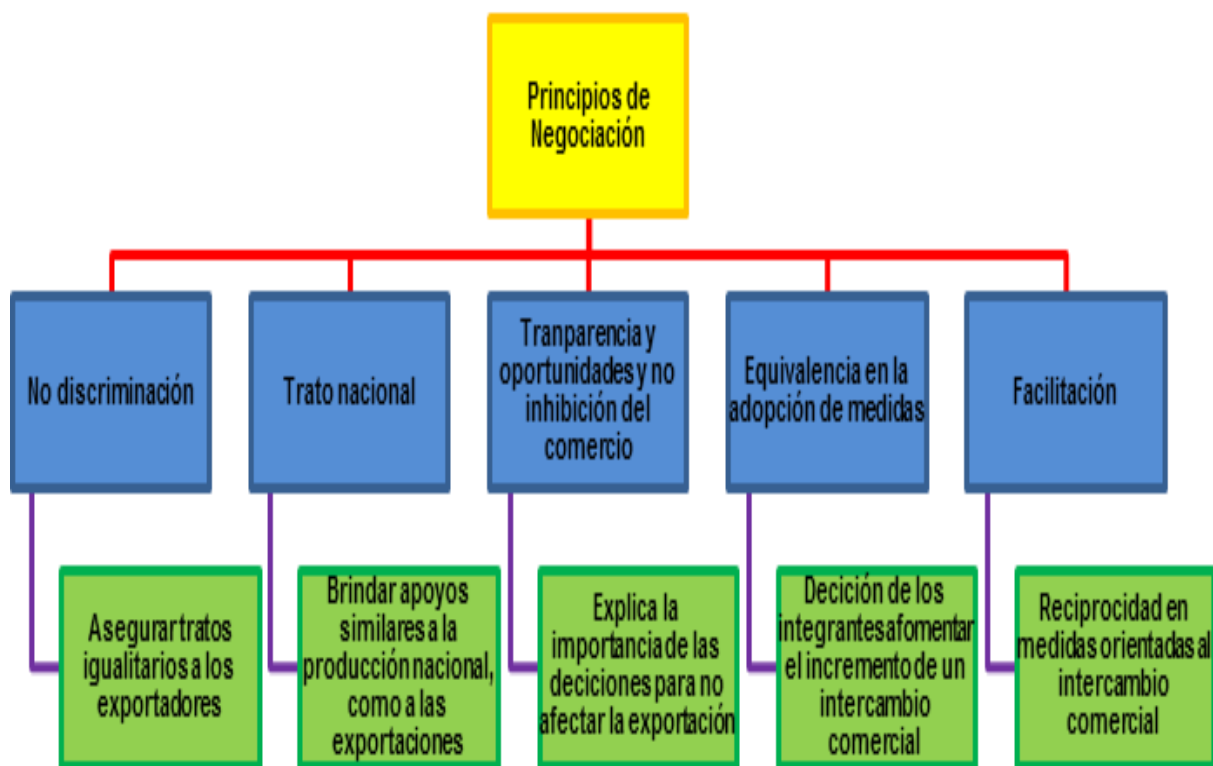 Principios de
Negociación
No discriminación
Trato nacional
Tranparencia y
oportunidades y no
inhibición del
comercio
Equivalencia en la
adopción de medidas
Facilitación
Asegurar tratos
igualitarios a los
exportadores
Brindar apoyos
similares a la
producción nacional,
como a las
exportaciones
Explica la
importancia de las
deciciones para no
afectar la exportación
Decición de los
integrantes a fomentar
el incremento de un
intercambio
comercial
Reciprocidad en
medidas orientadas al
intercambio
comercial